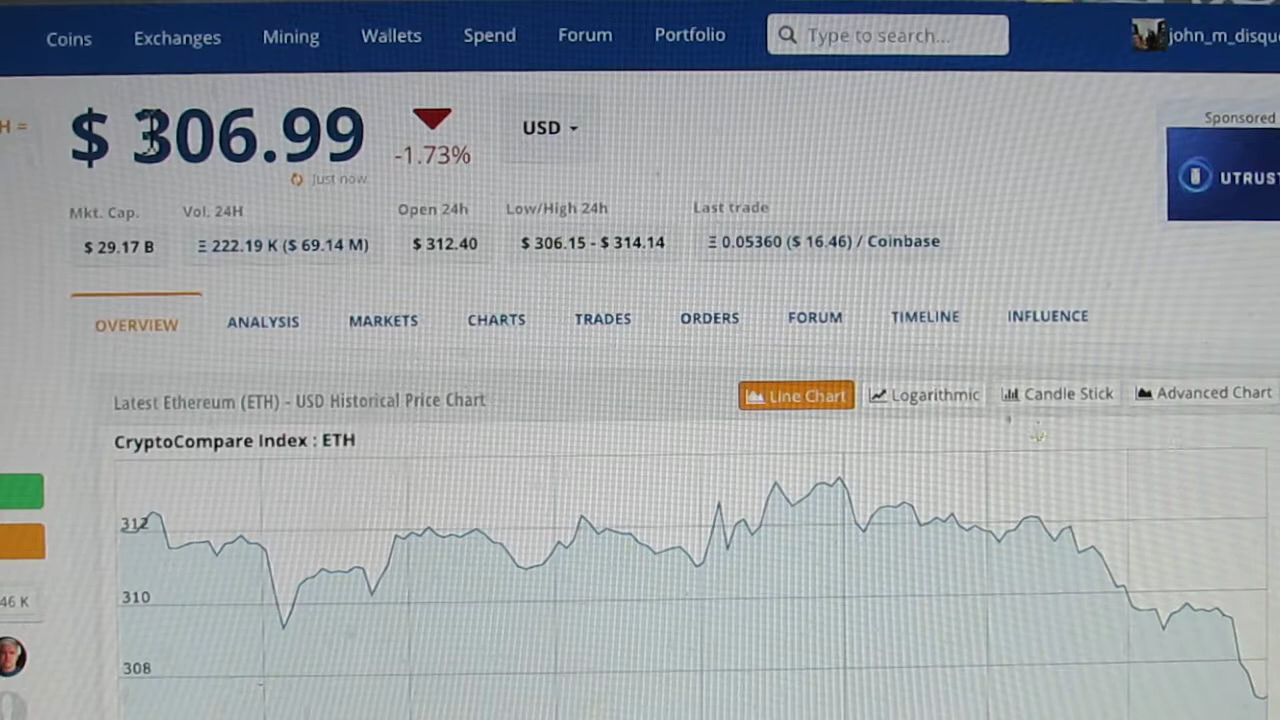 Coins Exchanges Mining Wallets Spend Forum Portfolio Type to search... john_m_disqu
H =
$ 306.99 -1.73% USD
Just now
Sponsored
UTRUST
Mkt. Cap. Vol. 24H Open 24h Low/High 24h Last trade
$ 29.17 B Ξ 222.19 K ($ 69.14 M) $ 312.40 $ 306.15 - $ 314.14 Ξ 0.05360 ($ 16.46) / Coinbase
OVERVIEW ANALYSIS MARKETS CHARTS TRADES ORDERS FORUM TIMELINE INFLUENCE
Latest Ethereum (ETH) - USD Historical Price Chart Line Chart Logarithmic Candle Stick Advanced Chart
CryptoCompare Index : ETH
312
310
46 K
308